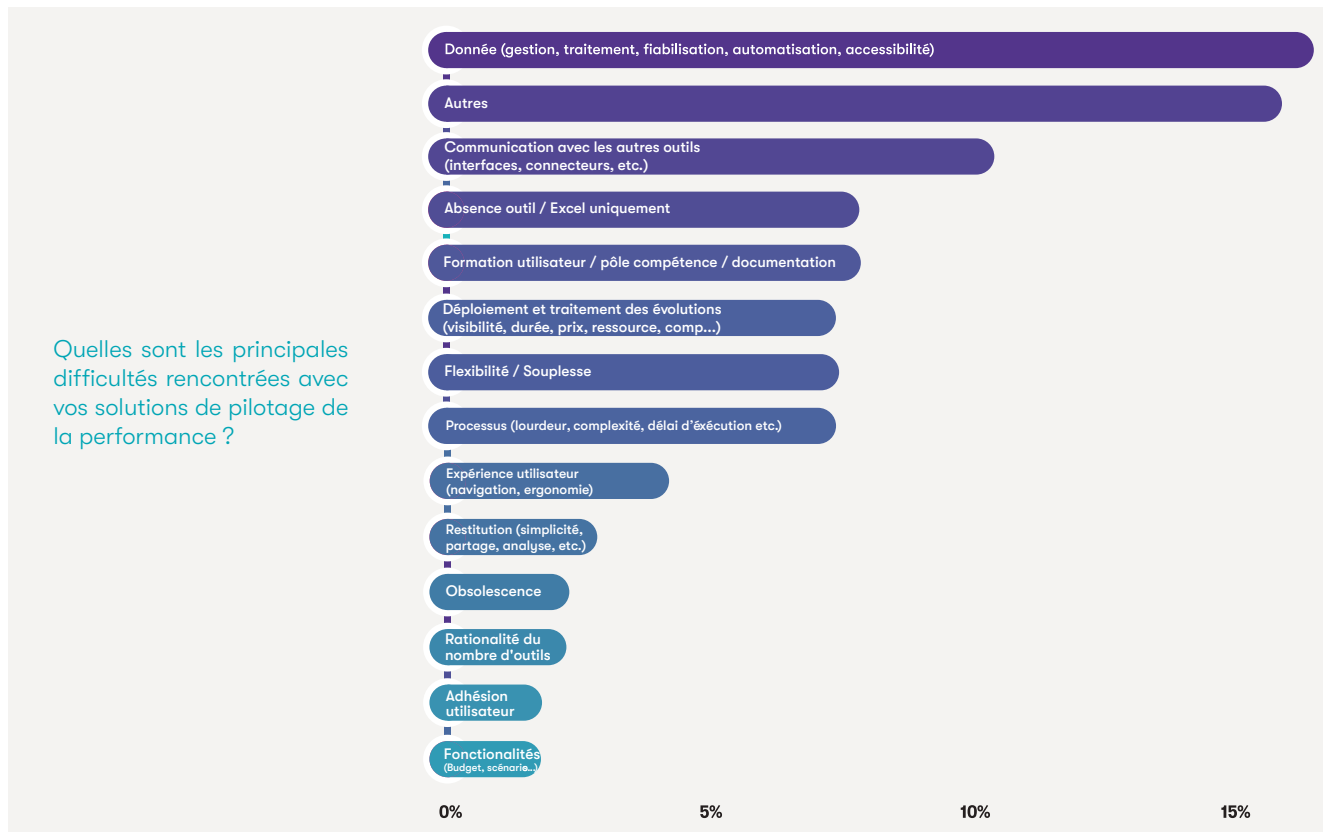 Quelles sont les principales
difficultés rencontrées avec
vos solutions de pilotage de
la performance ?
Donnée (gestion, traitement, fiabilisation, automatisation, accessibilité)
Autres
Communication avec les autres outils
(interfaces, connecteurs, etc.)
Absence outil / Excel uniquement
Formation utilisateur / pôle compétence / documentation
Déploiement et traitement des évolutions
(visibilité, durée, prix, ressource, comp...)
Flexibilité / Souplesse
Processus (lourdeur, complexité, délai d'éxécution etc.)
Expérience utilisateur
(navigation, ergonomie)
Restitution (simplicité,
partage, analyse, etc.)
Obsolescence
Rationalité du
nombre d'outils
Adhésion
utilisateur
Fonctionalités
(Budget, scénario...)
0% 5% 10% 15%